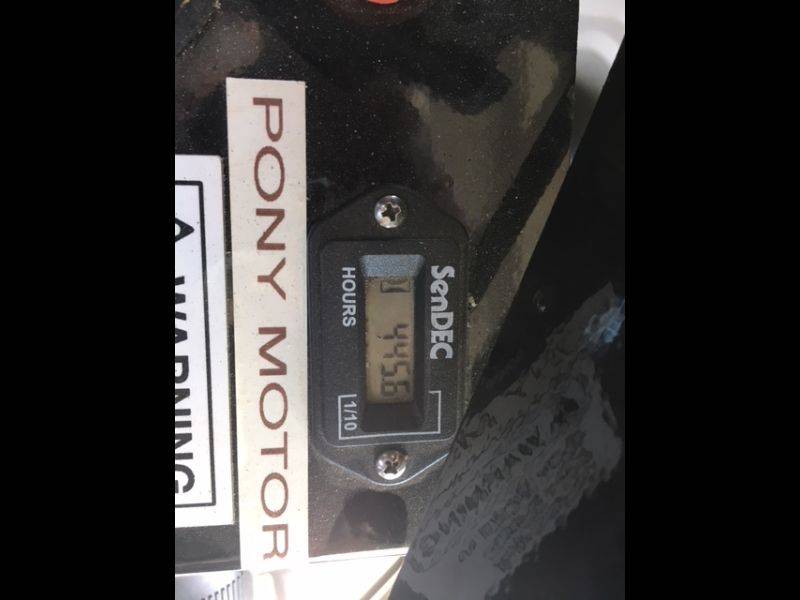 SenDEC
4456
HOURS
1/10
PONY MOTOR
WARNING